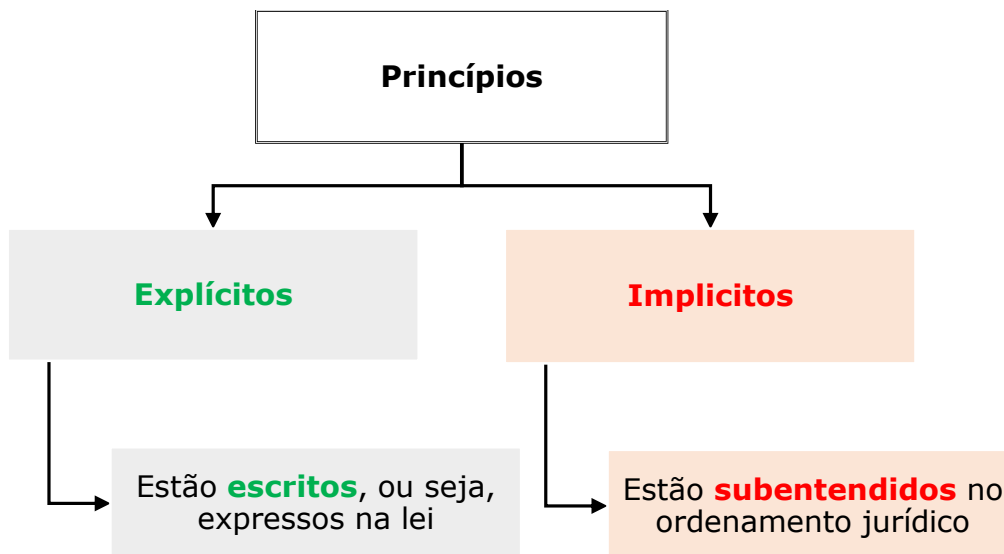 Princípios
Explícitos
Implicitos
Estão escritos, ou seja,
expressos na lei
Estão subentendidos no
ordenamento jurídico